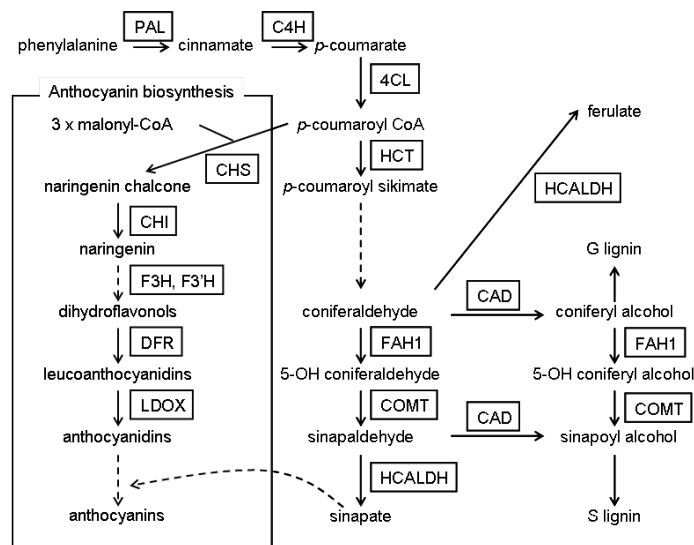 PAL C4H
phenylalanine cinnamate p-coumarate
4CL
Anthocyanin biosynthesis
ferulate
3 x malonyl-CoA p-coumaroyl CoA
HCT
CHS
HCALDH
naringenin chalcone p-coumaroyl sikimate
CHI
naringenin G lignin
F3H, F3'H
CAD
dihydroflavonols coniferaldehyde coniferyl alcohol
DFR FAH1 FAH1
leucoanthocyanidins 5-OH coniferaldehyde 5-OH coniferyl alcohol
LDOX COMT CAD COMT
anthocyanidins sinapaldehyde sinapoyl alcohol
HCALDH
anthocyanins sinapate S lignin